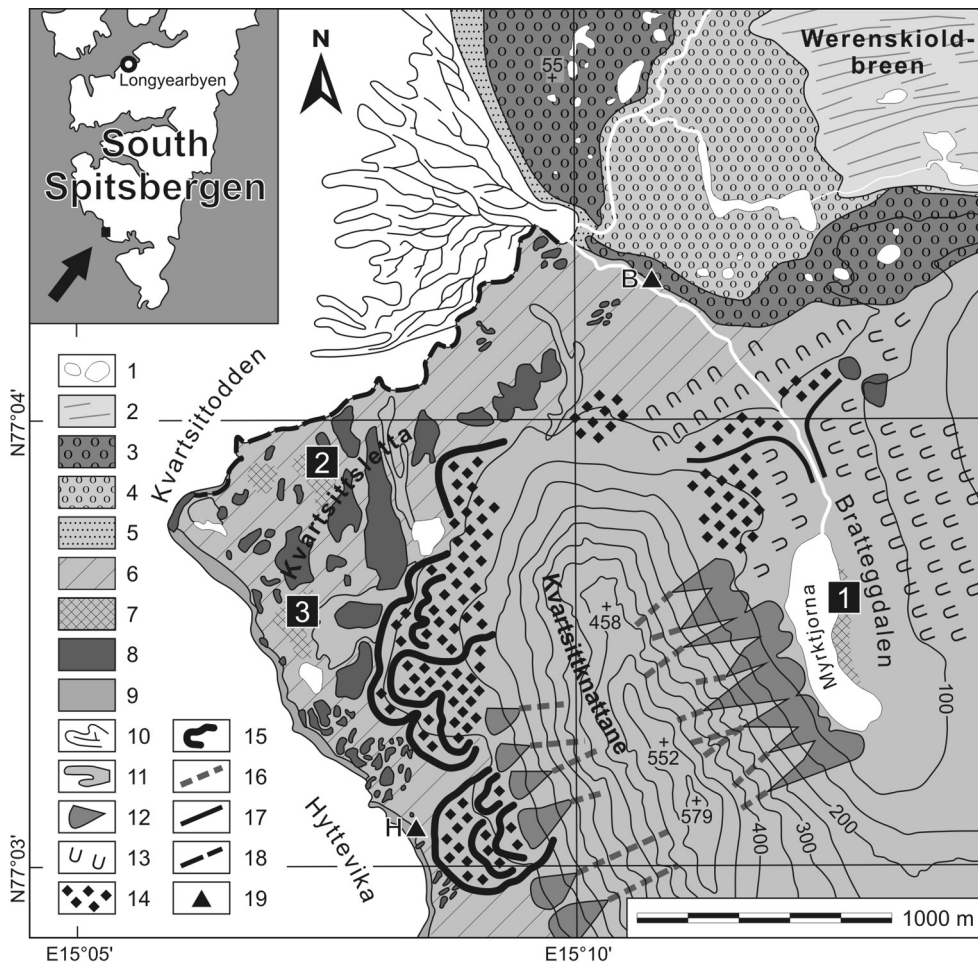 Longyearbyen
South
Spitsbergen
N
55
Werenskiold-
breen
B
N77°04'
Kvartsittodden
2
Kvartsittsletta
3
1
Bratteggdalen
Myrktjorna
Kvartsittknattane
458
552
579
100
200
300
400
H
Hyttevika
N77°03'
1
2
3
4
5
6
7
8
9
10
11
12
13
14
15
16
17
18
19
1000 m
E15°05'
E15°10'